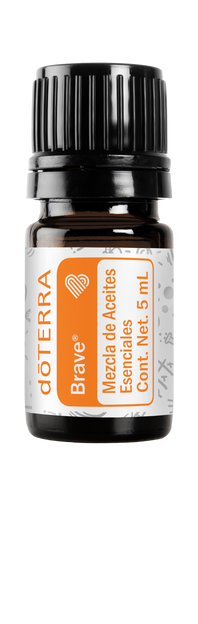 dōTERRA
Brave®
Mezcla de Aceites
Esenciales
Cont. Net. 5 mL